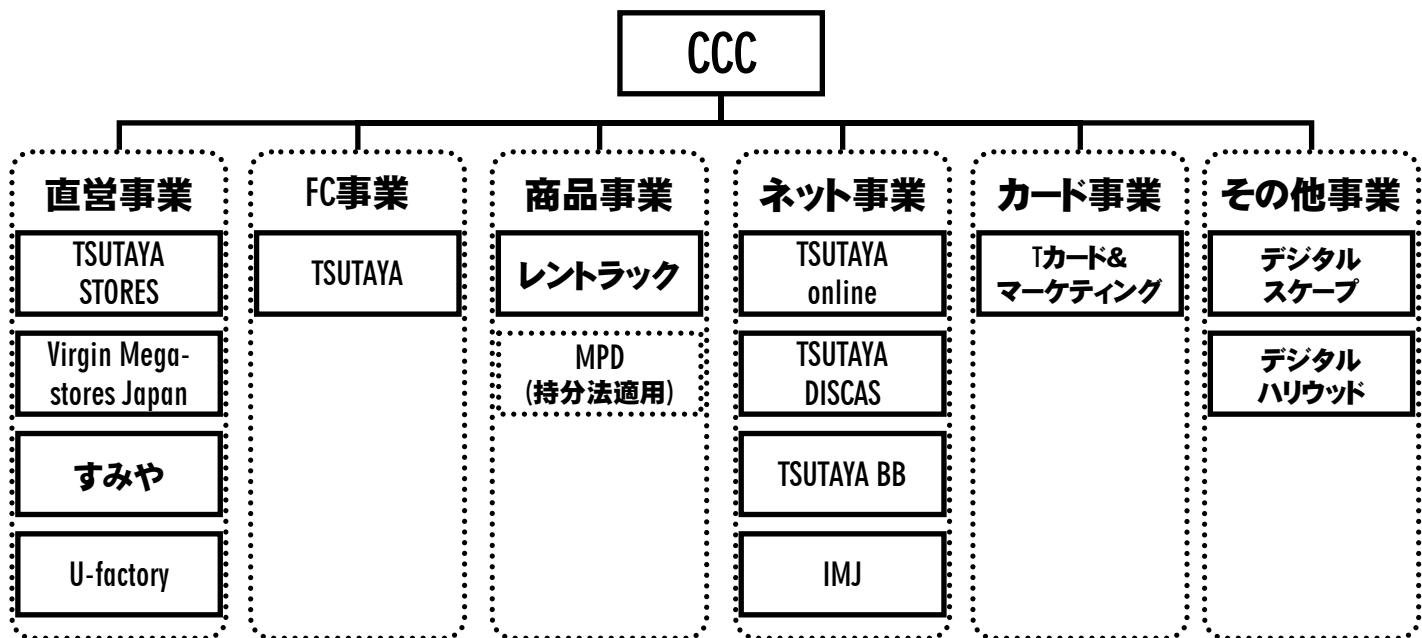 CCC
直営事業
TSUTAYA
STORES
Virgin Mega-
stores Japan
すみや
U-factory
FC事業
TSUTAYA
商品事業
レントラック
MPD
(持分法適用)
ネット事業
TSUTAYA
online
TSUTAYA
DISCAS
TSUTAYA BB
IMJ
カード事業
Tカード&
マーケティング
その他事業
デジタル
スケープ
デジタル
ハリウッド